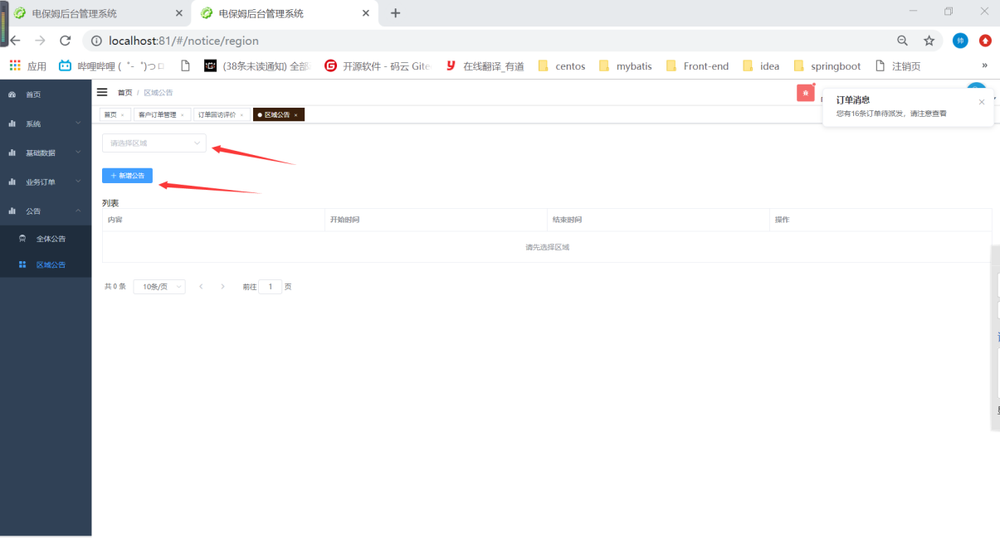 电保姆后台管理系统
电保姆后台管理系统
localhost:81/#/notice/region
帅
应用
哔哩哔哩 (゜-゜)つロ
(38条未读通知) 全部
开源软件 - 码云 Gite
在线翻译_有道
centos
mybatis
Front-end
idea
springboot
注销页
»
首页
系统
基础数据
业务订单
公告
全体公告
区域公告
首页 / 区域公告
首页
客户订单管理
订单回访评价
区域公告
订单消息
您有16条订单待派发，请注意查看
请选择区域
+ 新增公告
列表
内容 开始时间 结束时间 操作
请先选择区域
共 0 条 10条/页 前往 1 页